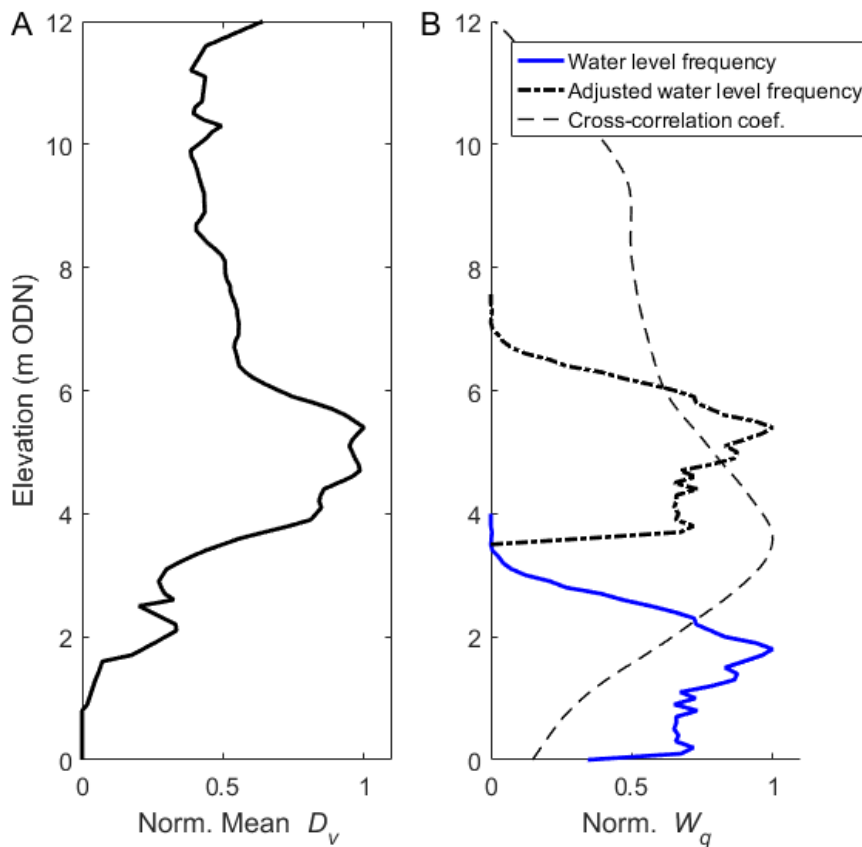 A
B
Water level frequency
Adjusted water level frequency
Cross-correlation coef.
12
10
8
6
4
2
0
12
10
8
6
4
2
0
Elevation (m ODN)
0
0.5
1
0
0.5
1
Norm. Mean D_v
Norm. W_q